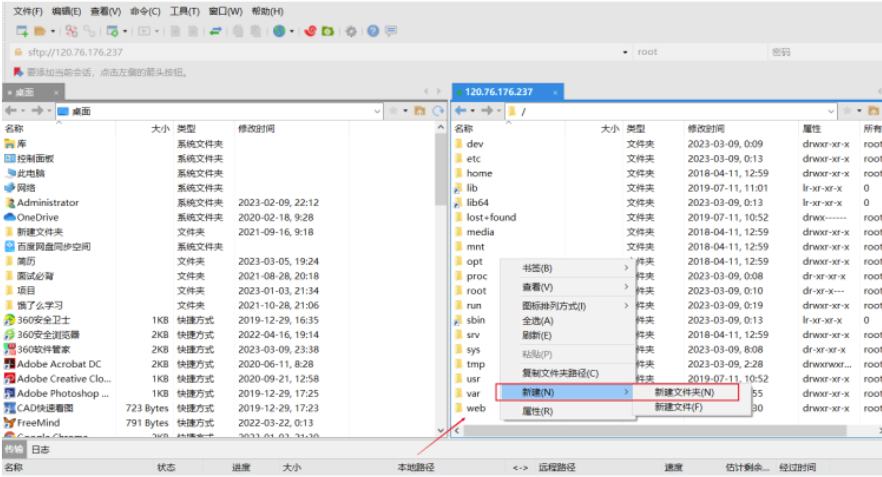 文件(F) 编辑(E) 查看(V) 命令(C) 工具(T) 窗口(W) 帮助(H)
sftp://120.76.176.237 root 密码
要添加当前会话，点击左侧的箭头按钮。
桌面 × 120.76.176.237 ×
桌面 /
名称 大小 类型 修改时间 名称 大小 类型 修改时间 属性 所有
库 系统文件夹 dev 文件夹 2023-03-09, 0:09 drwxr-xr-x root
控制面板 系统文件夹 etc 文件夹 2023-03-09, 0:13 drwxr-xr-x root
此电脑 系统文件夹 home 文件夹 2018-04-11, 12:59 drwxr-xr-x root
网络 系统文件夹 lib 文件夹 2019-07-11, 11:01 lr-xr-xr-x 0
Administrator 系统文件夹 2023-02-09, 22:12 lib64 文件夹 2023-03-09, 0:13 lr-xr-xr-x 0
OneDrive 系统文件夹 2020-02-18, 9:28 lost+found 文件夹 2019-07-11, 10:52 drwx------ root
新建文件夹 文件夹 2021-09-16, 9:18 media 文件夹 2018-04-11, 12:59 drwxr-xr-x root
百度网盘同步空间 系统文件夹 mnt 文件夹 2018-04-11, 12:59 drwxr-xr-x root
简历 文件夹 2023-03-05, 19:24 opt 件夹 2018-04-11, 12:59 drwxr-xr-x root
面试必背 文件夹 2021-08-28, 20:18 proc 件夹 2023-03-09, 0:08 dr-xr-xr-x root
项目 文件夹 2023-01-03, 21:34 root 件夹 2023-03-09, 0:10 dr-xr-x--- root
饿了么学习 文件夹 2021-10-28, 21:06 run 件夹 2023-03-09, 0:19 drwxr-xr-x root
360安全卫士 1KB 快捷方式 2019-12-29, 16:35 sbin 件夹 2023-03-09, 0:13 lr-xr-xr-x 0
360安全浏览器 2KB 快捷方式 2022-04-16, 19:14 srv 件夹 2018-04-11, 12:59 drwxr-xr-x root
360软件管家 2KB 快捷方式 2023-03-09, 23:38 sys 件夹 2023-03-09, 8:08 dr-xr-xr-x root
Adobe Acrobat DC 2KB 快捷方式 2020-06-11, 8:28 tmp 件夹 2023-03-09, 2:28 drwxrwxr... root
Adobe Creative Clo... 1KB 快捷方式 2020-09-21, 12:58 usr 件夹 2019-07-11, 10:52 drwxr-xr-x root
Adobe Photoshop ... 1KB 快捷方式 2019-12-29, 17:25 var 55 drwxr-xr-x root
CAD快速看图 723 Bytes 快捷方式 2019-12-29, 17:23 web 30 drwxr-xr-x root
FreeMind 791 Bytes 快捷方式 2022-03-22, 0:13
书签(B)
查看(V)
图标排列方式(I)
全选(A)
刷新(E)
粘贴(P)
复制文件夹路径(C)
新建(N) 新建文件夹(N)
新建文件(F)
属性(R)
传输 日志
名称 状态 进度 大小 本地路径 <-> 远程路径 速度 估计剩余... 经过时间